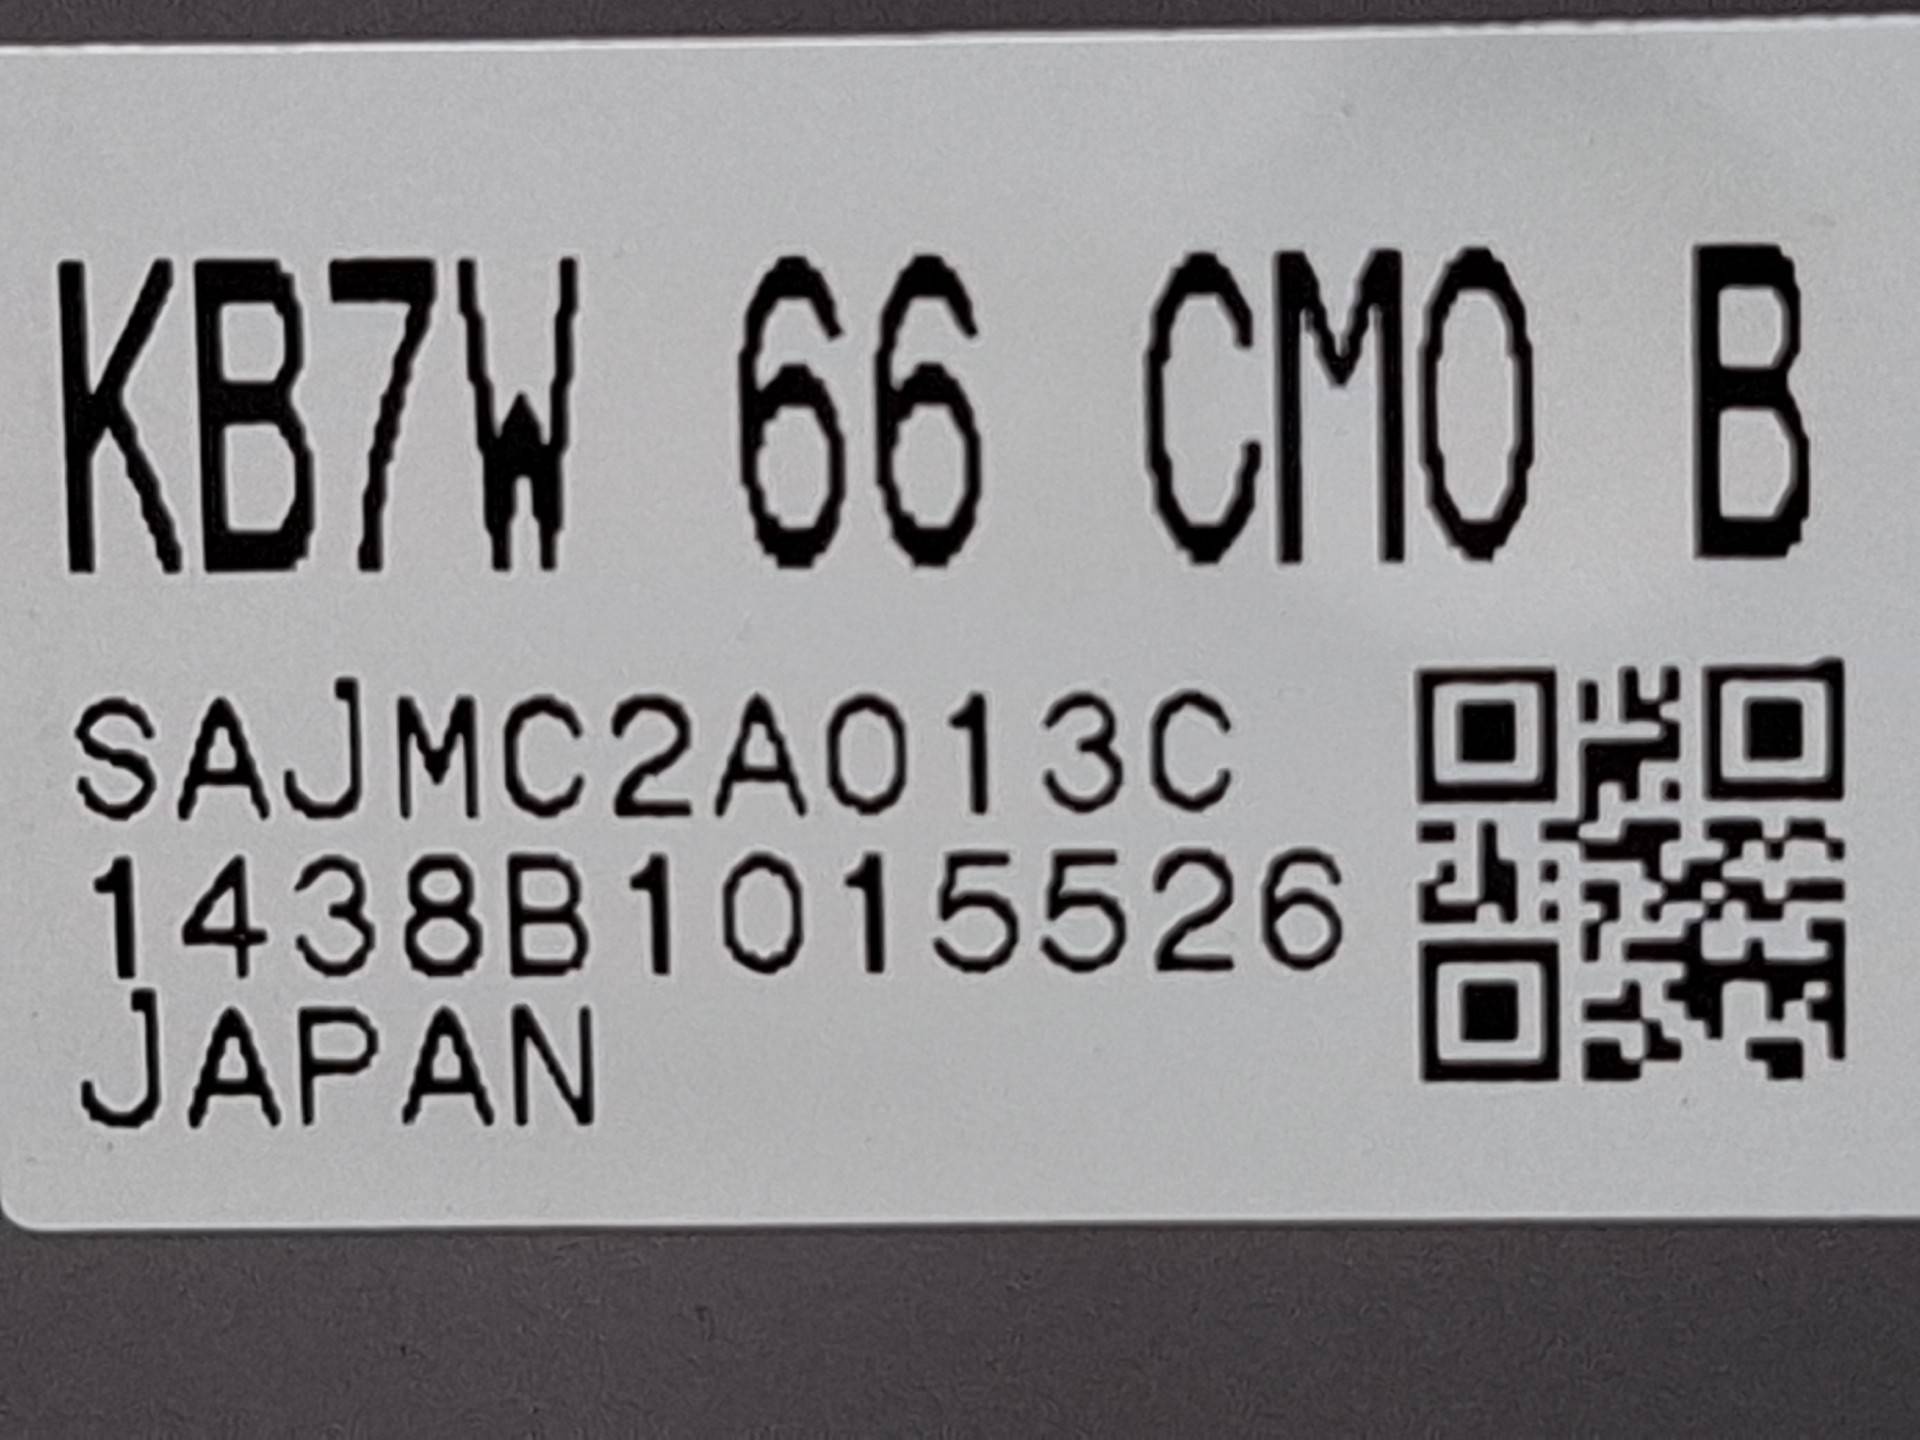 KB7W 66 CM0 B
SAJMC2A013C
1438B1015526
JAPAN